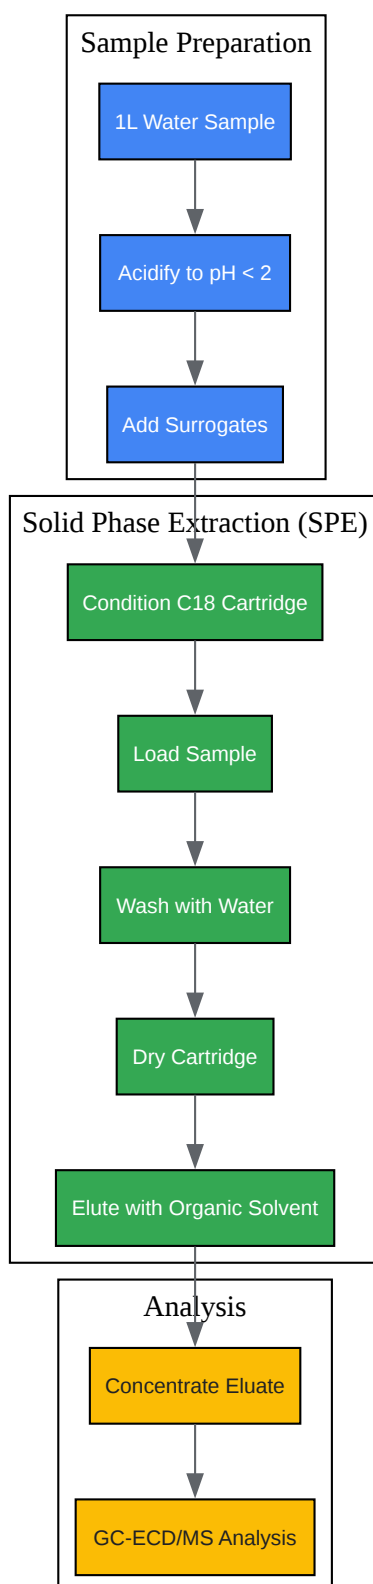 Sample Preparation
1L Water Sample
Acidify to pH < 2
Add Surrogates
Solid Phase Extraction (SPE)
Condition C18 Cartridge
Load Sample
Wash with Water
Dry Cartridge
Elute with Organic Solvent
Analysis
Concentrate Eluate
GC-ECD/MS Analysis